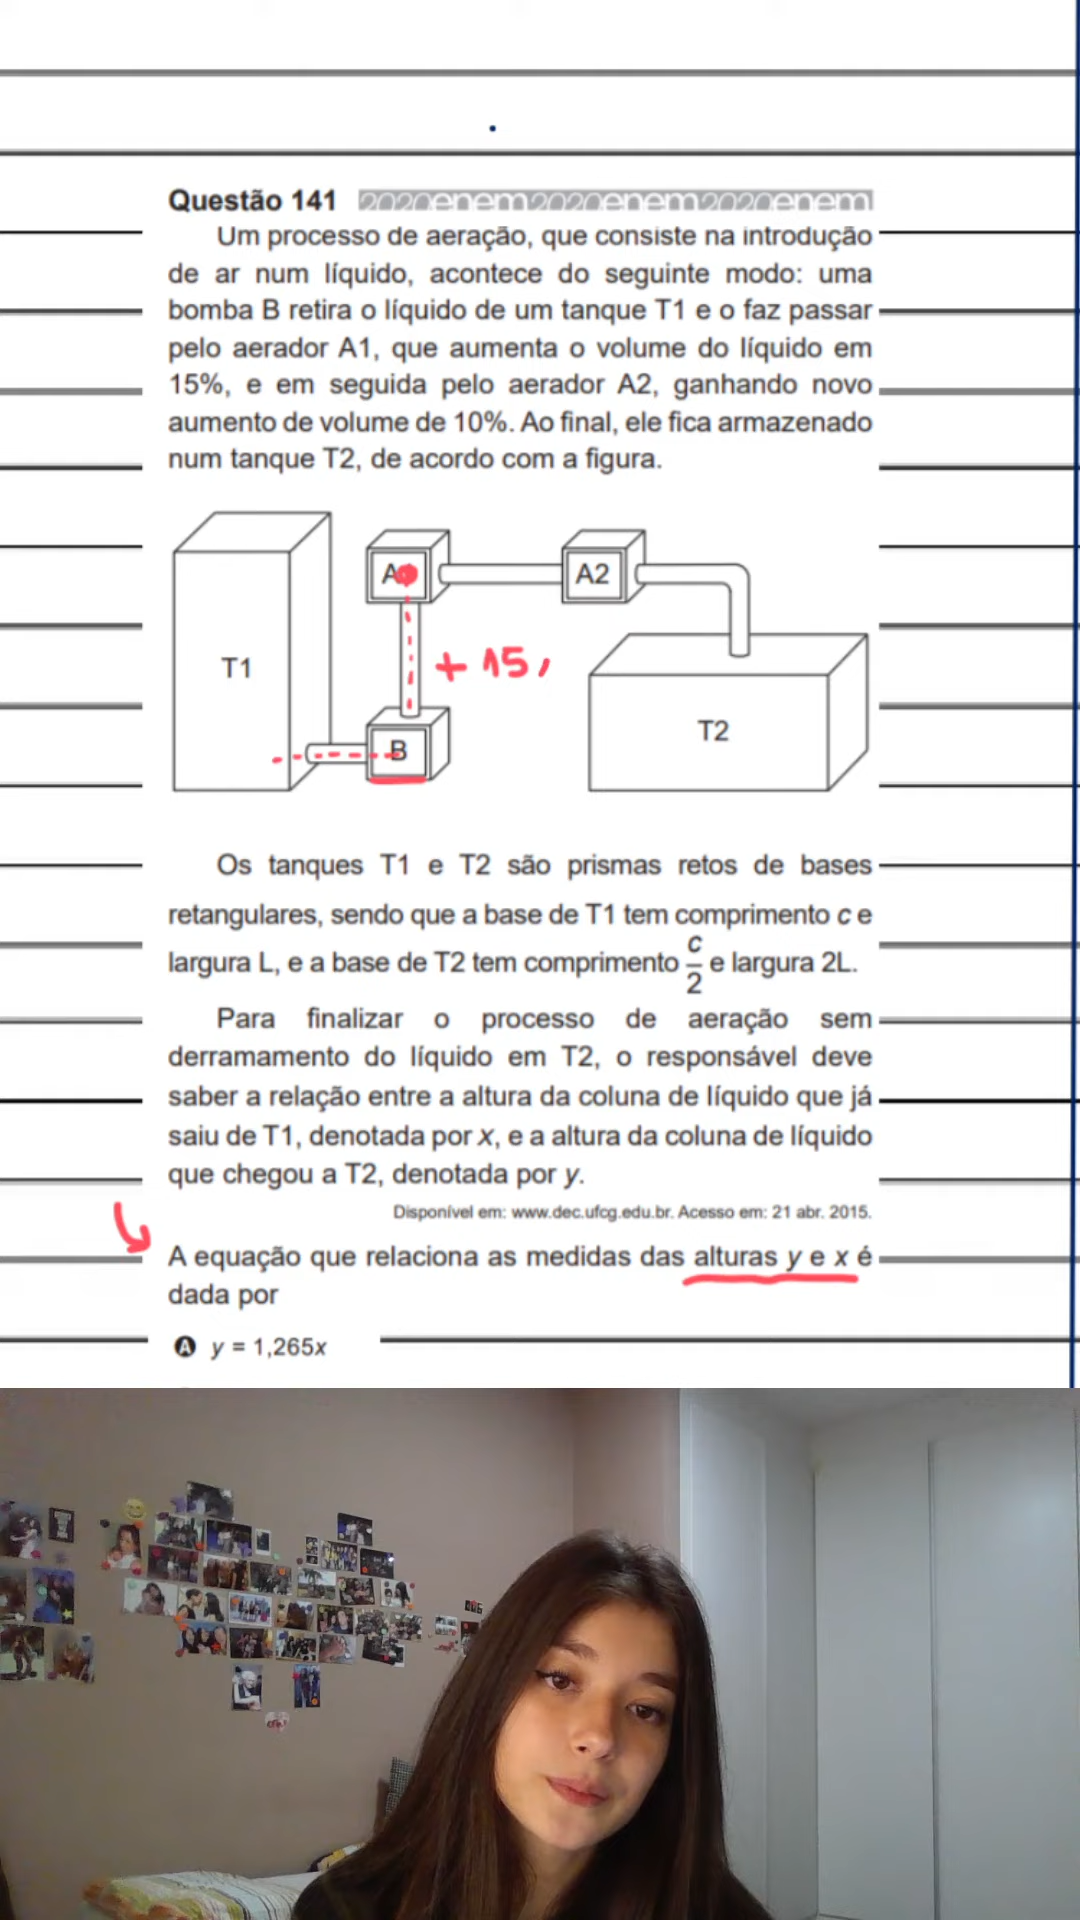 Questão 141 2020enem2020enem2020enem
Um processo de aeração, que consiste na introdução
de ar num líquido, acontece do seguinte modo: uma
bomba B retira o líquido de um tanque T1 e o faz passar
pelo aerador A1, que aumenta o volume do líquido em
15%, e em seguida pelo aerador A2, ganhando novo
aumento de volume de 10%. Ao final, ele fica armazenado
num tanque T2, de acordo com a figura.
A
A2
T1
+ 15,
T2
B
Os tanques T1 e T2 são prismas retos de bases
retangulares, sendo que a base de T1 tem comprimento c e
largura L, e a base de T2 tem comprimento c/2 e largura 2L.
Para finalizar o processo de aeração sem
derramamento do líquido em T2, o responsável deve
saber a relação entre a altura da coluna de líquido que já
saiu de T1, denotada por x, e a altura da coluna de líquido
que chegou a T2, denotada por y.
Disponível em: www.dec.ufcg.edu.br. Acesso em: 21 abr. 2015.
A equação que relaciona as medidas das alturas y e x é
dada por
A y = 1,265x